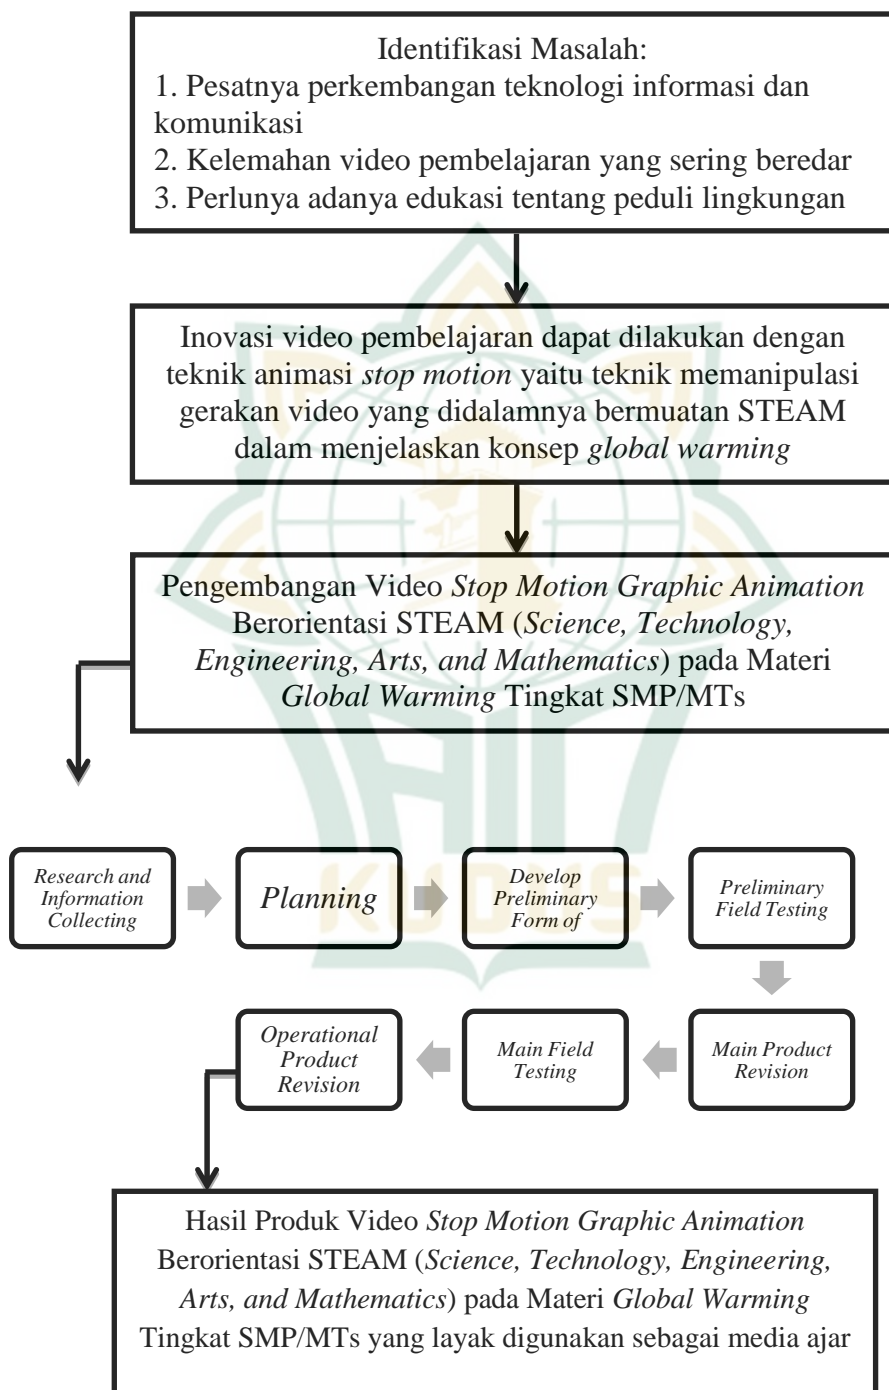 Identifikasi Masalah:
1. Pesatnya perkembangan teknologi informasi dan
komunikasi
2. Kelemahan video pembelajaran yang sering beredar
3. Perlunya adanya edukasi tentang peduli lingkungan
Inovasi video pembelajaran dapat dilakukan dengan
teknik animasi stop motion yaitu teknik memanipulasi
gerakan video yang didalamnya bermuatan STEAM
dalam menjelaskan konsep global warming
Pengembangan Video Stop Motion Graphic Animation
Berorientasi STEAM (Science, Technology,
Engineering, Arts, and Mathematics) pada Materi
Global Warming Tingkat SMP/MTs
Research and
Information
Collecting
Planning
Develop
Preliminary
Form of
Preliminary
Field Testing
Main Product
Revision
Main Field
Testing
Operational
Product
Revision
KUDUS
Hasil Produk Video Stop Motion Graphic Animation
Berorientasi STEAM (Science, Technology, Engineering,
Arts, and Mathematics) pada Materi Global Warming
Tingkat SMP/MTs yang layak digunakan sebagai media ajar